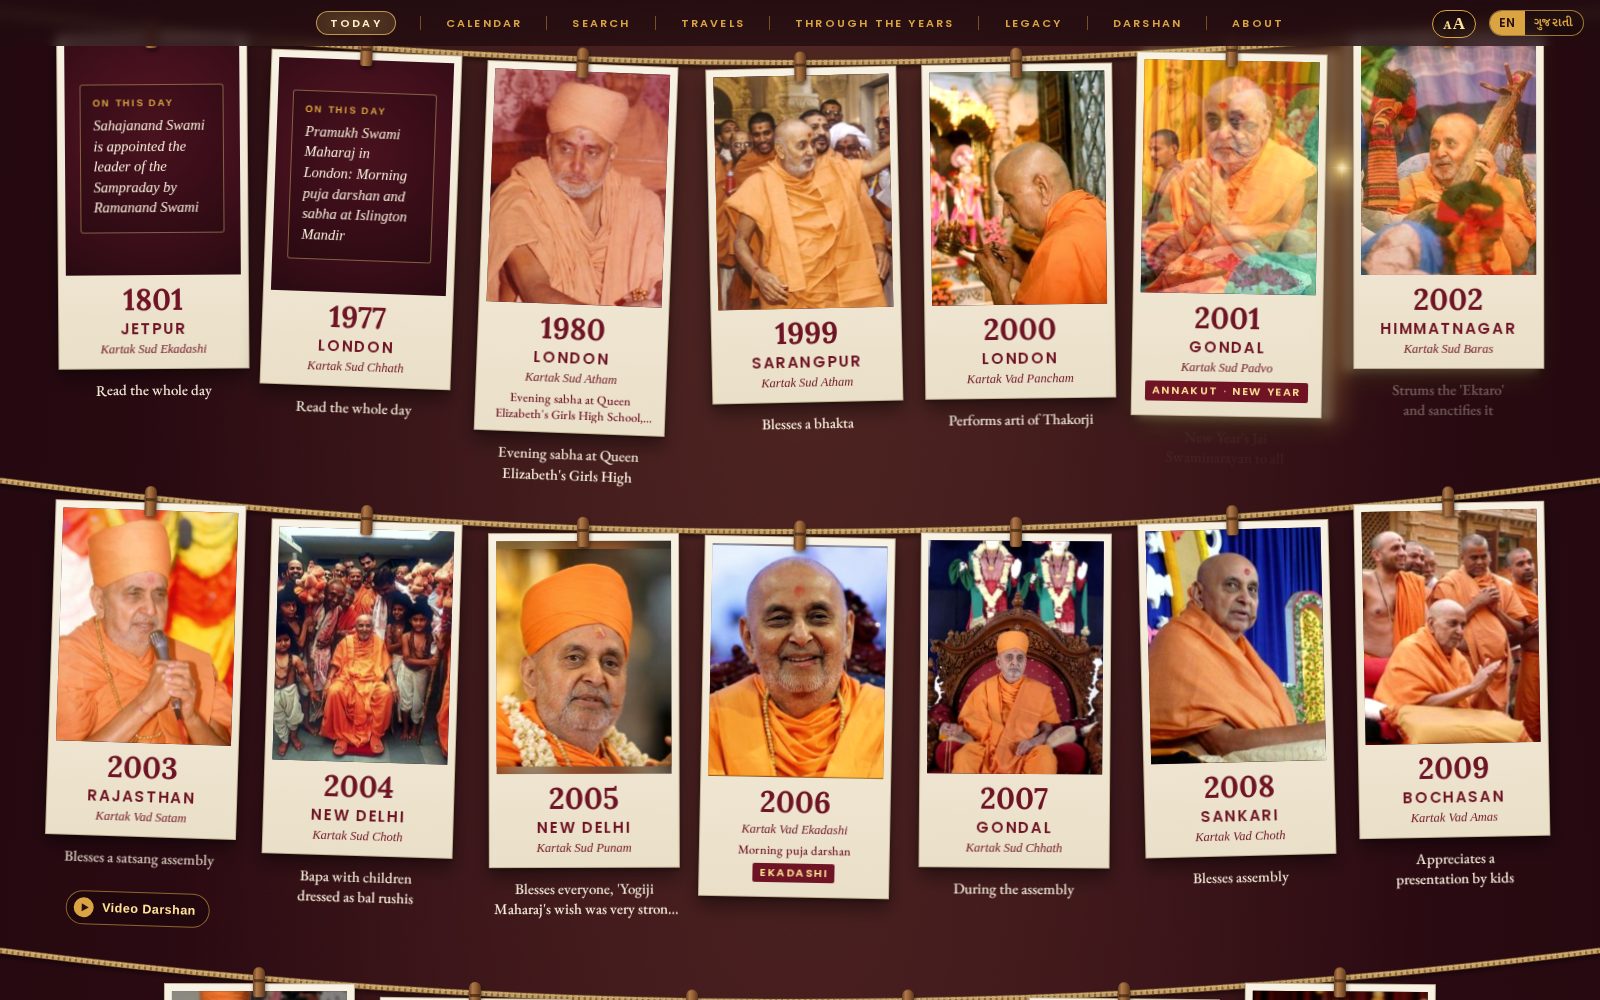 TODAY
CALENDAR
SEARCH
TRAVELS
THROUGH THE YEARS
LEGACY
DARSHAN
ABOUT
AA
EN
ગુજરાતી
ON THIS DAY
Sahajanand Swami
is appointed the
leader of the
Sampraday by
Ramanand Swami
1801
JETPUR
Kartak Sud Ekadashi
Read the whole day
ON THIS DAY
Pramukh Swami
Maharaj in
London: Morning
puja darshan and
sabha at Islington
Mandir
1977
LONDON
Kartak Sud Chhath
Read the whole day
1980
LONDON
Kartak Sud Atham
Evening sabha at Queen
Elizabeth's Girls High School,...
Evening sabha at Queen
Elizabeth's Girls High
1999
SARANGPUR
Kartak Sud Atham
Blesses a bhakta
2000
LONDON
Kartak Vad Pancham
Performs arti of Thakorji
2001
GONDAL
Kartak Sud Padvo
ANNAKUT · NEW YEAR
New Year's Jai
Swaminarayan to all
2002
HIMMATNAGAR
Kartak Sud Baras
Strums the 'Ektaro'
and sanctifies it
2003
RAJASTHAN
Kartak Vad Satam
Blesses a satsang assembly
Video Darshan
2004
NEW DELHI
Kartak Sud Choth
Bapa with children
dressed as bal rushis
2005
NEW DELHI
Kartak Sud Punam
Blesses everyone, 'Yogiji
Maharaj's wish was very stron...
2006
Kartak Vad Ekadashi
Morning puja darshan
EKADASHI
2007
GONDAL
Kartak Sud Chhath
During the assembly
2008
SANKARI
Kartak Vad Choth
Blesses assembly
2009
BOCHASAN
Kartak Vad Amas
Appreciates a
presentation by kids